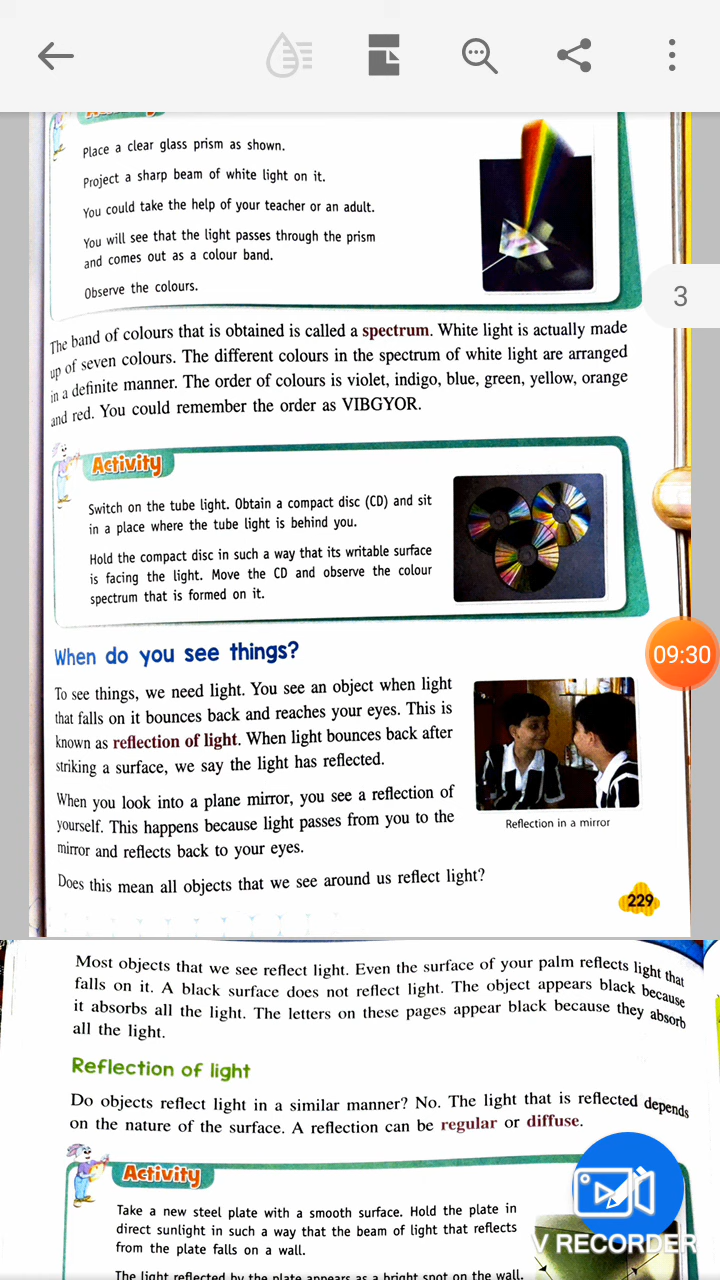 Place a clear glass prism as shown.
Project a sharp beam of white light on it.
You could take the help of your teacher or an adult.
You will see that the light passes through the prism
and comes out as a colour band.
Observe the colours.
3
The band of colours that is obtained is called a spectrum. White light is actually made
up of seven colours. The different colours in the spectrum of white light are arranged
in a definite manner. The order of colours is violet, indigo, blue, green, yellow, orange
and red. You could remember the order as VIBGYOR.
Activity
Switch on the tube light. Obtain a compact disc (CD) and sit
in a place where the tube light is behind you.
Hold the compact disc in such a way that its writable surface
is facing the light. Move the CD and observe the colour
spectrum that is formed on it.
When do you see things?
09:30
To see things, we need light. You see an object when light
that falls on it bounces back and reaches your eyes. This is
known as reflection of light. When light bounces back after
striking a surface, we say the light has reflected.
When you look into a plane mirror, you see a reflection of
yourself. This happens because light passes from you to the
mirror and reflects back to your eyes.
Reflection in a mirror
Does this mean all objects that we see around us reflect light?
229
Most objects that we see reflect light. Even the surface of your palm reflects light that
falls on it. A black surface does not reflect light. The object appears black because
it absorbs all the light. The letters on these pages appear black because they absorb
all the light.
Reflection of light
Do objects reflect light in a similar manner? No. The light that is reflected depends
on the nature of the surface. A reflection can be regular or diffuse.
Activity
Take a new steel plate with a smooth surface. Hold the plate in
direct sunlight in such a way that the beam of light that reflects
from the plate falls on a wall.
The light reflected by the plate appears as a bright spot on the wall.
V RECORDER